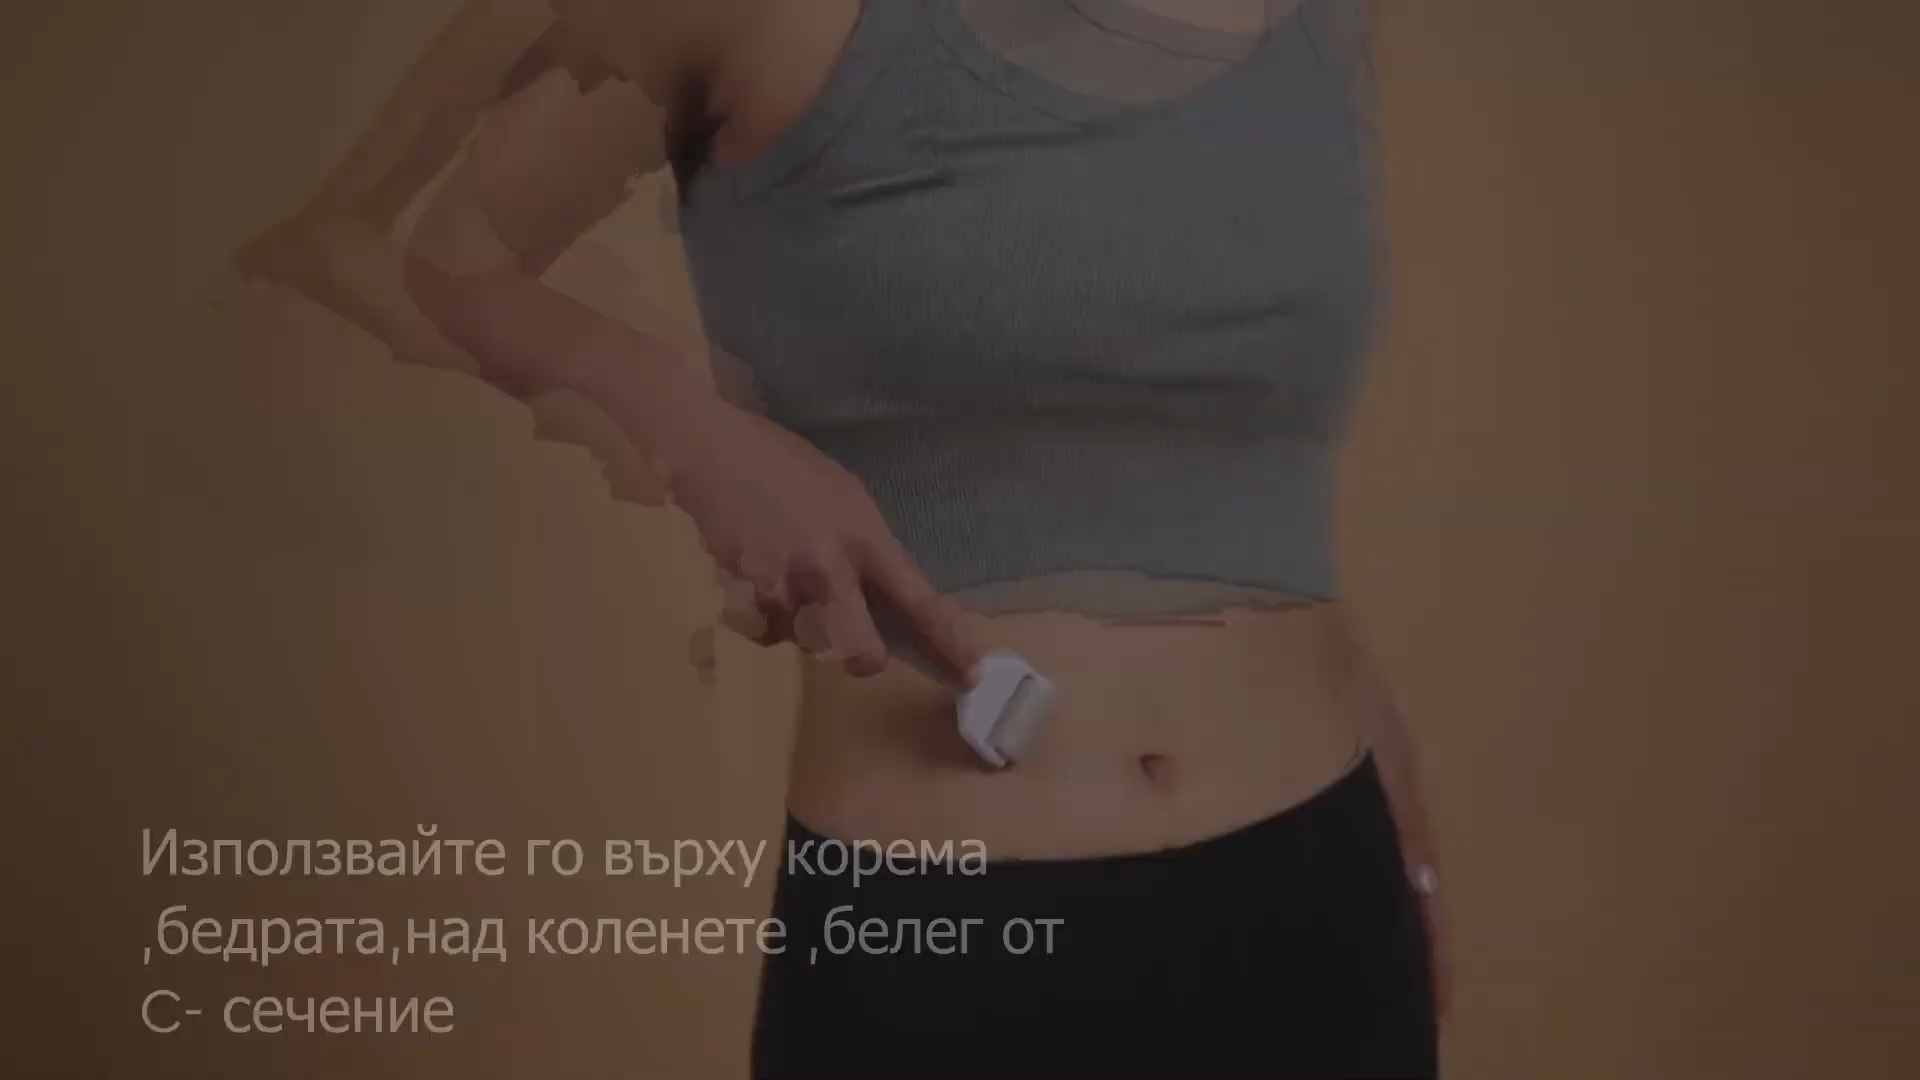 Използвайте го върху корема
,бедрата,над коленете ,белег от
С- сечение